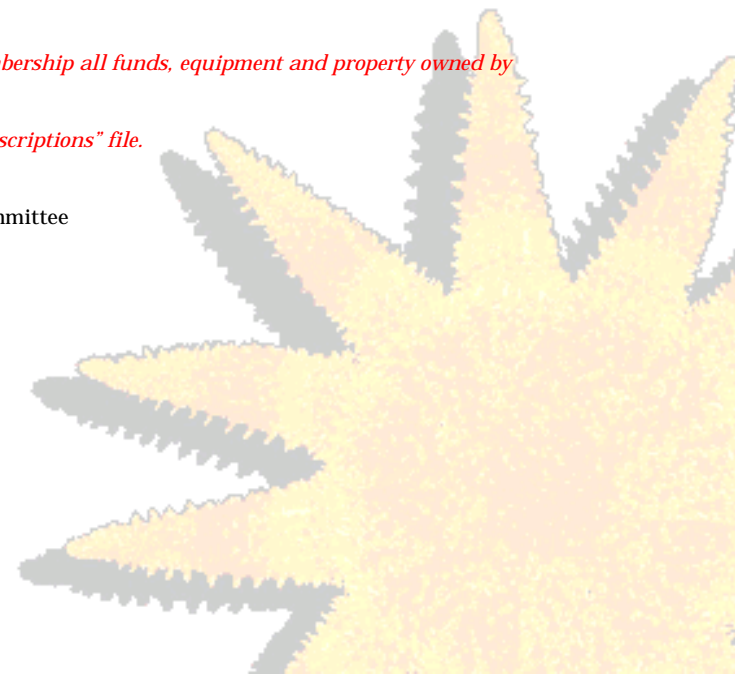 bership all funds, equipment and property owned by
scriptions” file.
mmittee